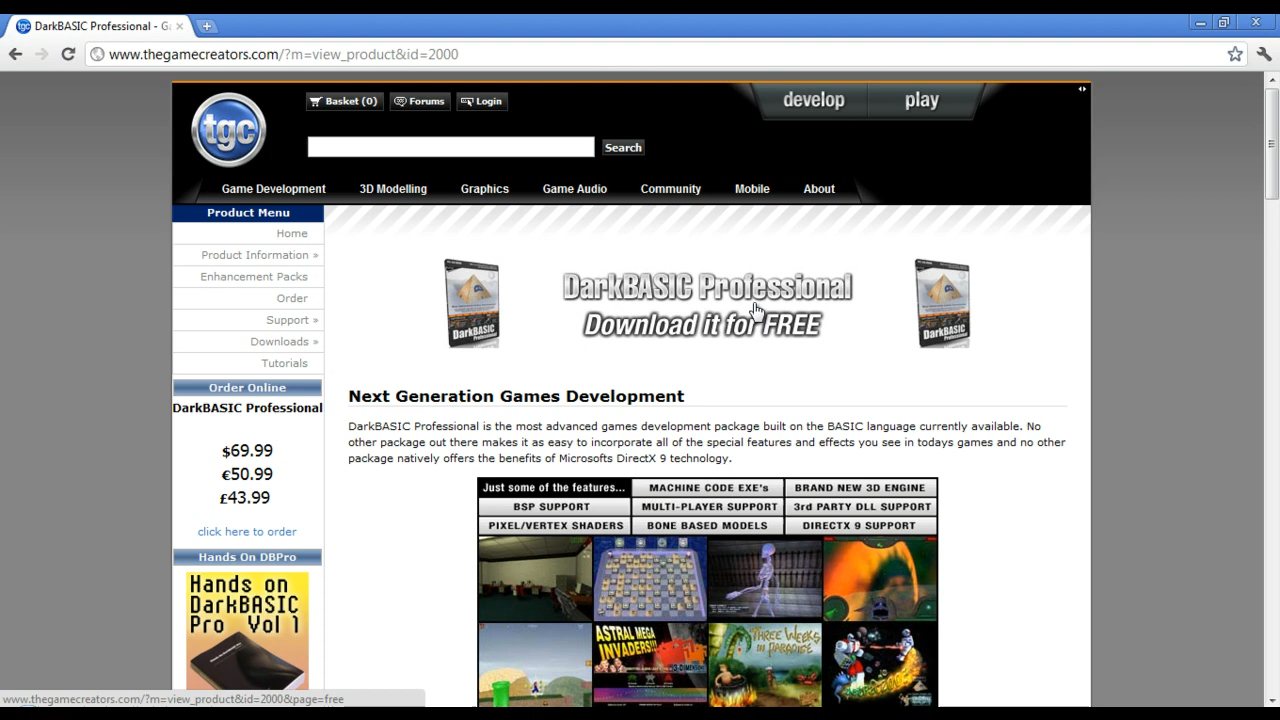 DarkBASIC Professional - Ga
www.thegamecreators.com/?m=view_product&id=2000
tgc
Basket (0)
Forums
Login
develop
play
Search
Game Development
3D Modelling
Graphics
Game Audio
Community
Mobile
About
Product Menu
Home
Product Information »
Enhancement Packs
Order
Support »
Downloads »
Tutorials
Order Online
DarkBASIC Professional
$69.99
€50.99
£43.99
click here to order
Hands On DBPro
Hands on
DarkBASIC
Pro Vol 1
DarkBASIC Professional
Download it for FREE
DarkBASIC
DarkBASIC
Next Generation Games Development
DarkBASIC Professional is the most advanced games development package built on the BASIC language currently available. No
other package out there makes it as easy to incorporate all of the special features and effects you see in todays games and no other
package natively offers the benefits of Microsofts DirectX 9 technology.
Just some of the features...
MACHINE CODE EXE's
BRAND NEW 3D ENGINE
BSP SUPPORT
MULTI-PLAYER SUPPORT
3rd PARTY DLL SUPPORT
PIXEL/VERTEX SHADERS
BONE BASED MODELS
DIRECTX 9 SUPPORT
ASTRAL MEGA
INVADERS!!!
THREE WEEKS
IN PARADISE
www.thegamecreators.com/?m=view_product&id=2000&page=free